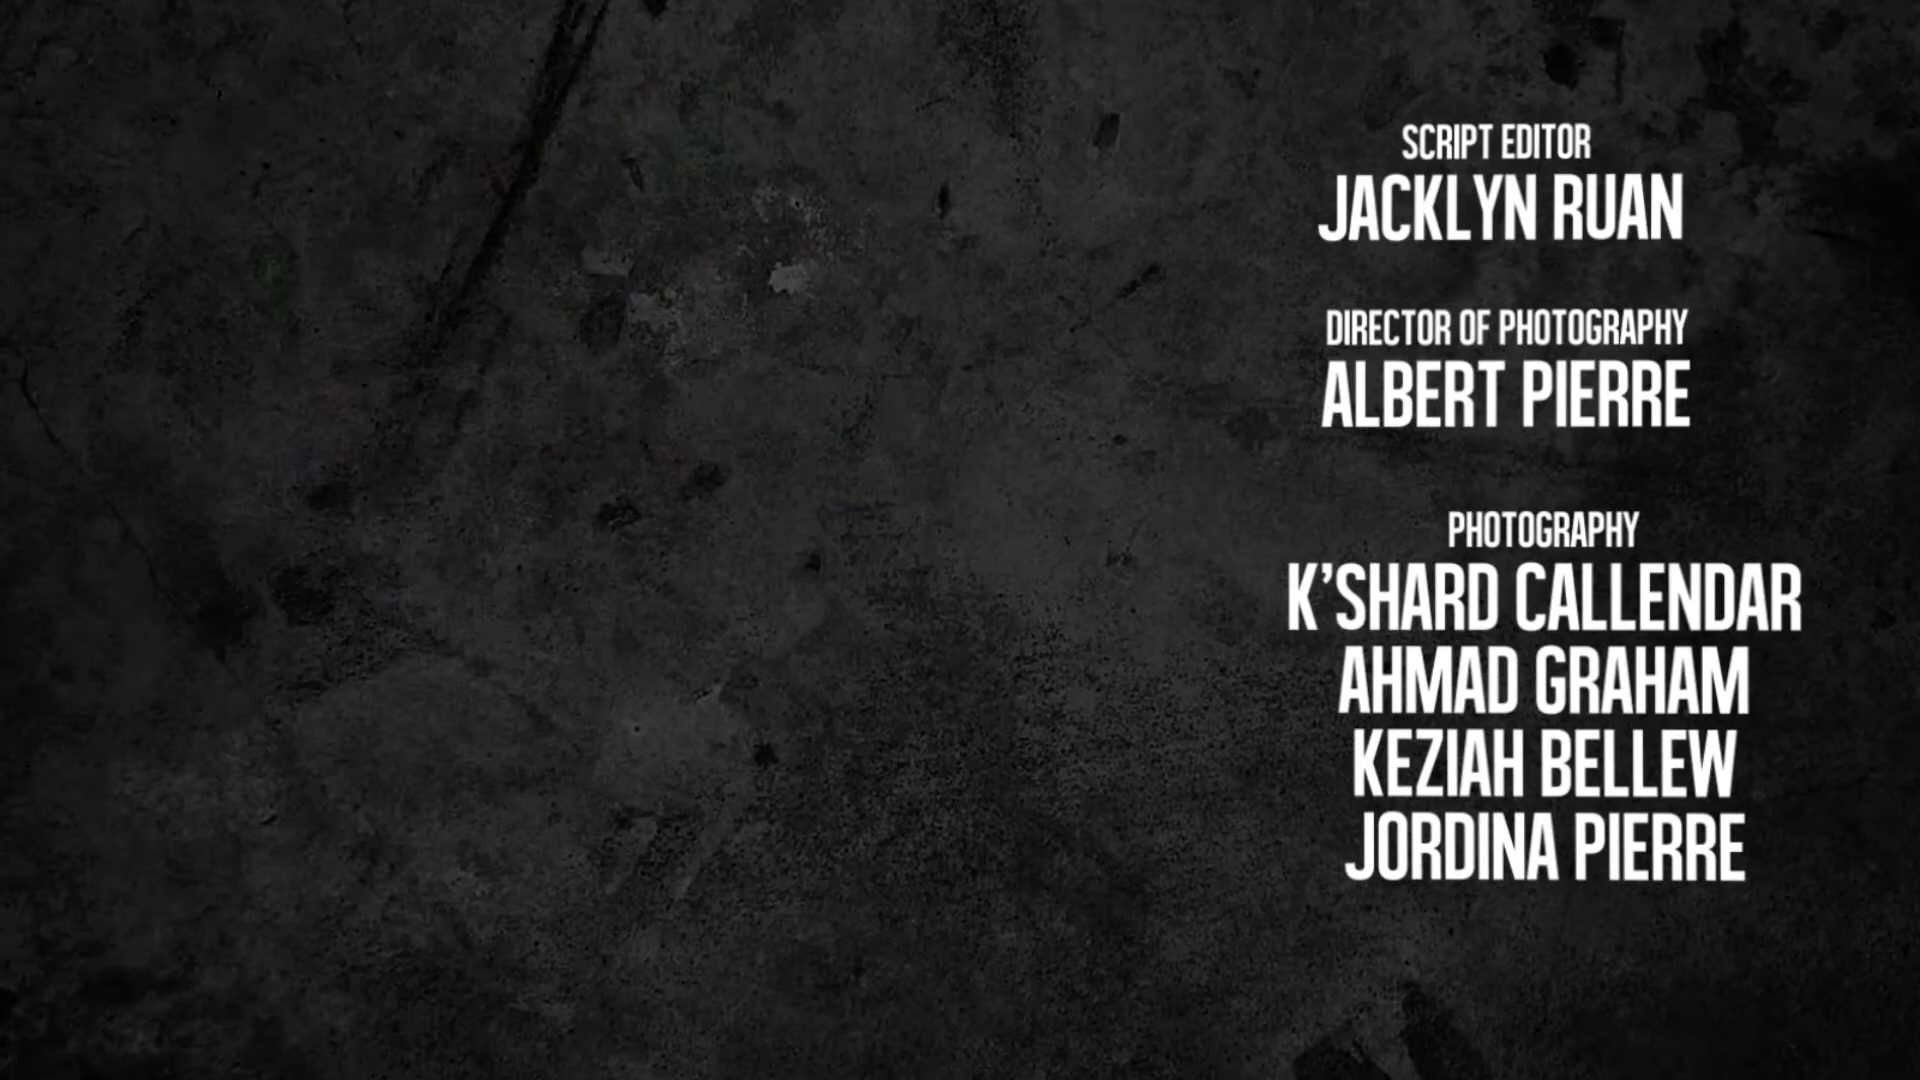 SCRIPT EDITOR
JACKLYN RUAN
DIRECTOR OF PHOTOGRAPHY
ALBERT PIERRE
PHOTOGRAPHY
K’SHARD CALLENDAR
AHMAD GRAHAM
KEZIAH BELLEW
JORDINA PIERRE